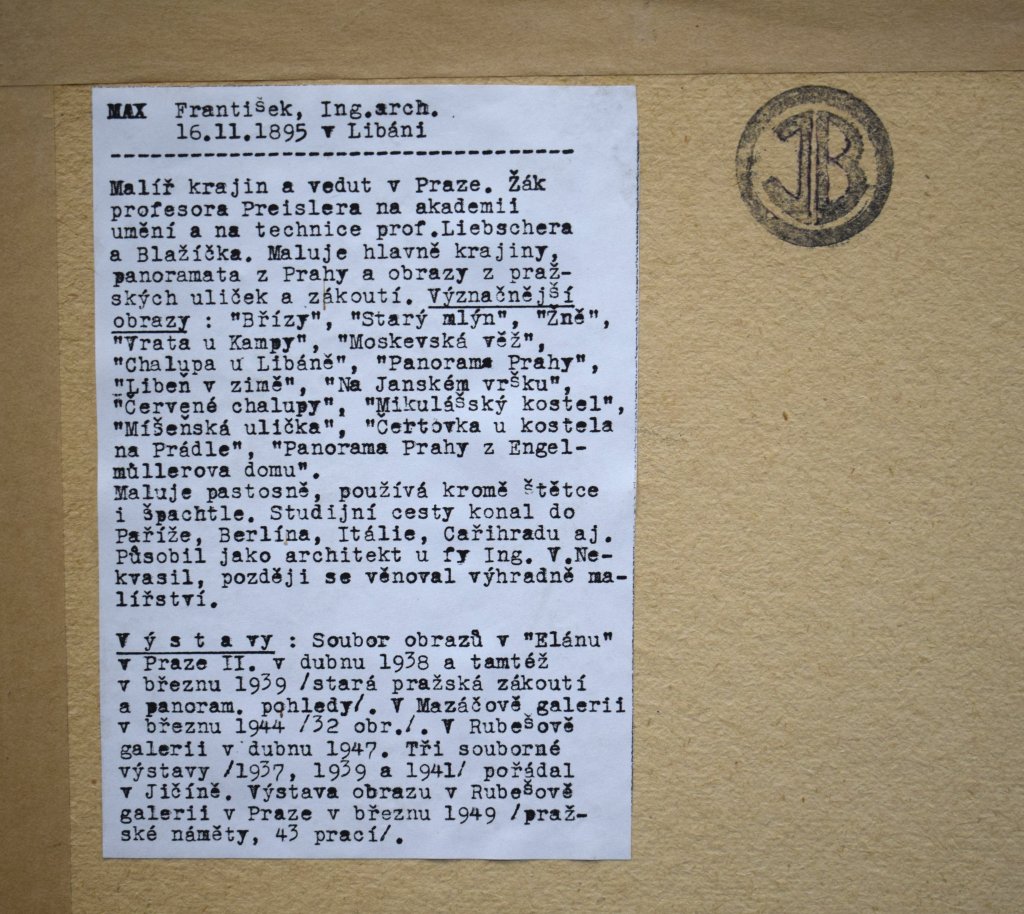 MAX František, Ing.arch.
16.11.1895 v Libáni
-----------------------------------
Malíř krajin a vedut v Praze. Žák
profesora Preislera na akademii
umění a na technice prof.Liebschera
a Blažíčka. Maluje hlavně krajiny,
panoramata z Prahy a obrazy z praž-
ských uliček a zákoutí. Význačnější
obrazy : "Břízy", "Starý mlýn", "Žně",
"Vrata u Kampy", "Moskevská věž",
"Chalupa u Libáně", "Panorama Prahy",
"Libeň v zimě", "Na Janském vršku",
"Červené chalupy", "Mikulášský kostel",
"Míšeňská ulička", "Čertovka u kostela
na Prádle", "Panorama Prahy z Engel-
műllerova domu".
Maluje pastosně, používá kromě štětce
i špachtle. Studijní cesty konal do
Paříže, Berlína, Itálie, Cařihradu aj.
Působil jako architekt u fy Ing. V.Ne-
kvasil, později se věnoval výhradně ma-
lířství.
V ý s t a v y : Soubor obrazů v "Elánu"
v Praze II. v dubnu 1938 a tamtéž
v březnu 1939 /stará pražská zákoutí
a panoram. pohledy/. V Mazáčově galerii
v březnu 1944 /32 obr./. V Rubešově
galerii v dubnu 1947. Tři souborné
výstavy /1937, 1939 a 1941/ pořádal
v Jičíně. Výstava obrazu v Rubešově
galerii v Praze v březnu 1949 /praž-
ské náměty, 43 prací/.
JB